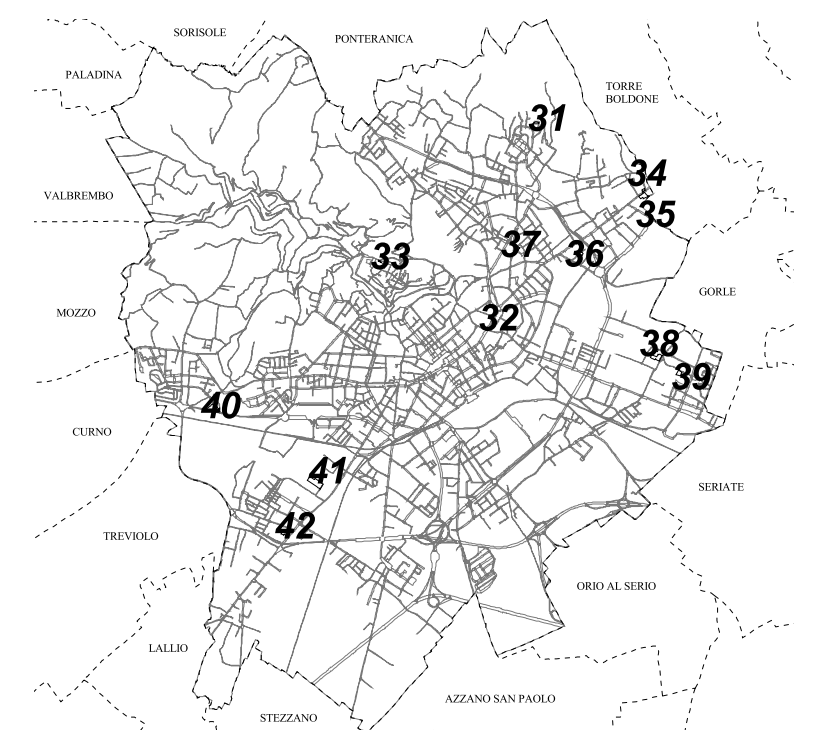 SORISOLE
PONTERANICA
PALADINA
TORRE
BOLDONE
31
34
VALBREMBO
35
37
36
33
GORLE
MOZZO
32
38
39
40
CURNO
41
SERIATE
42
TREVIOLO
ORIO AL SERIO
LALLIO
AZZANO SAN PAOLO
STEZZANO